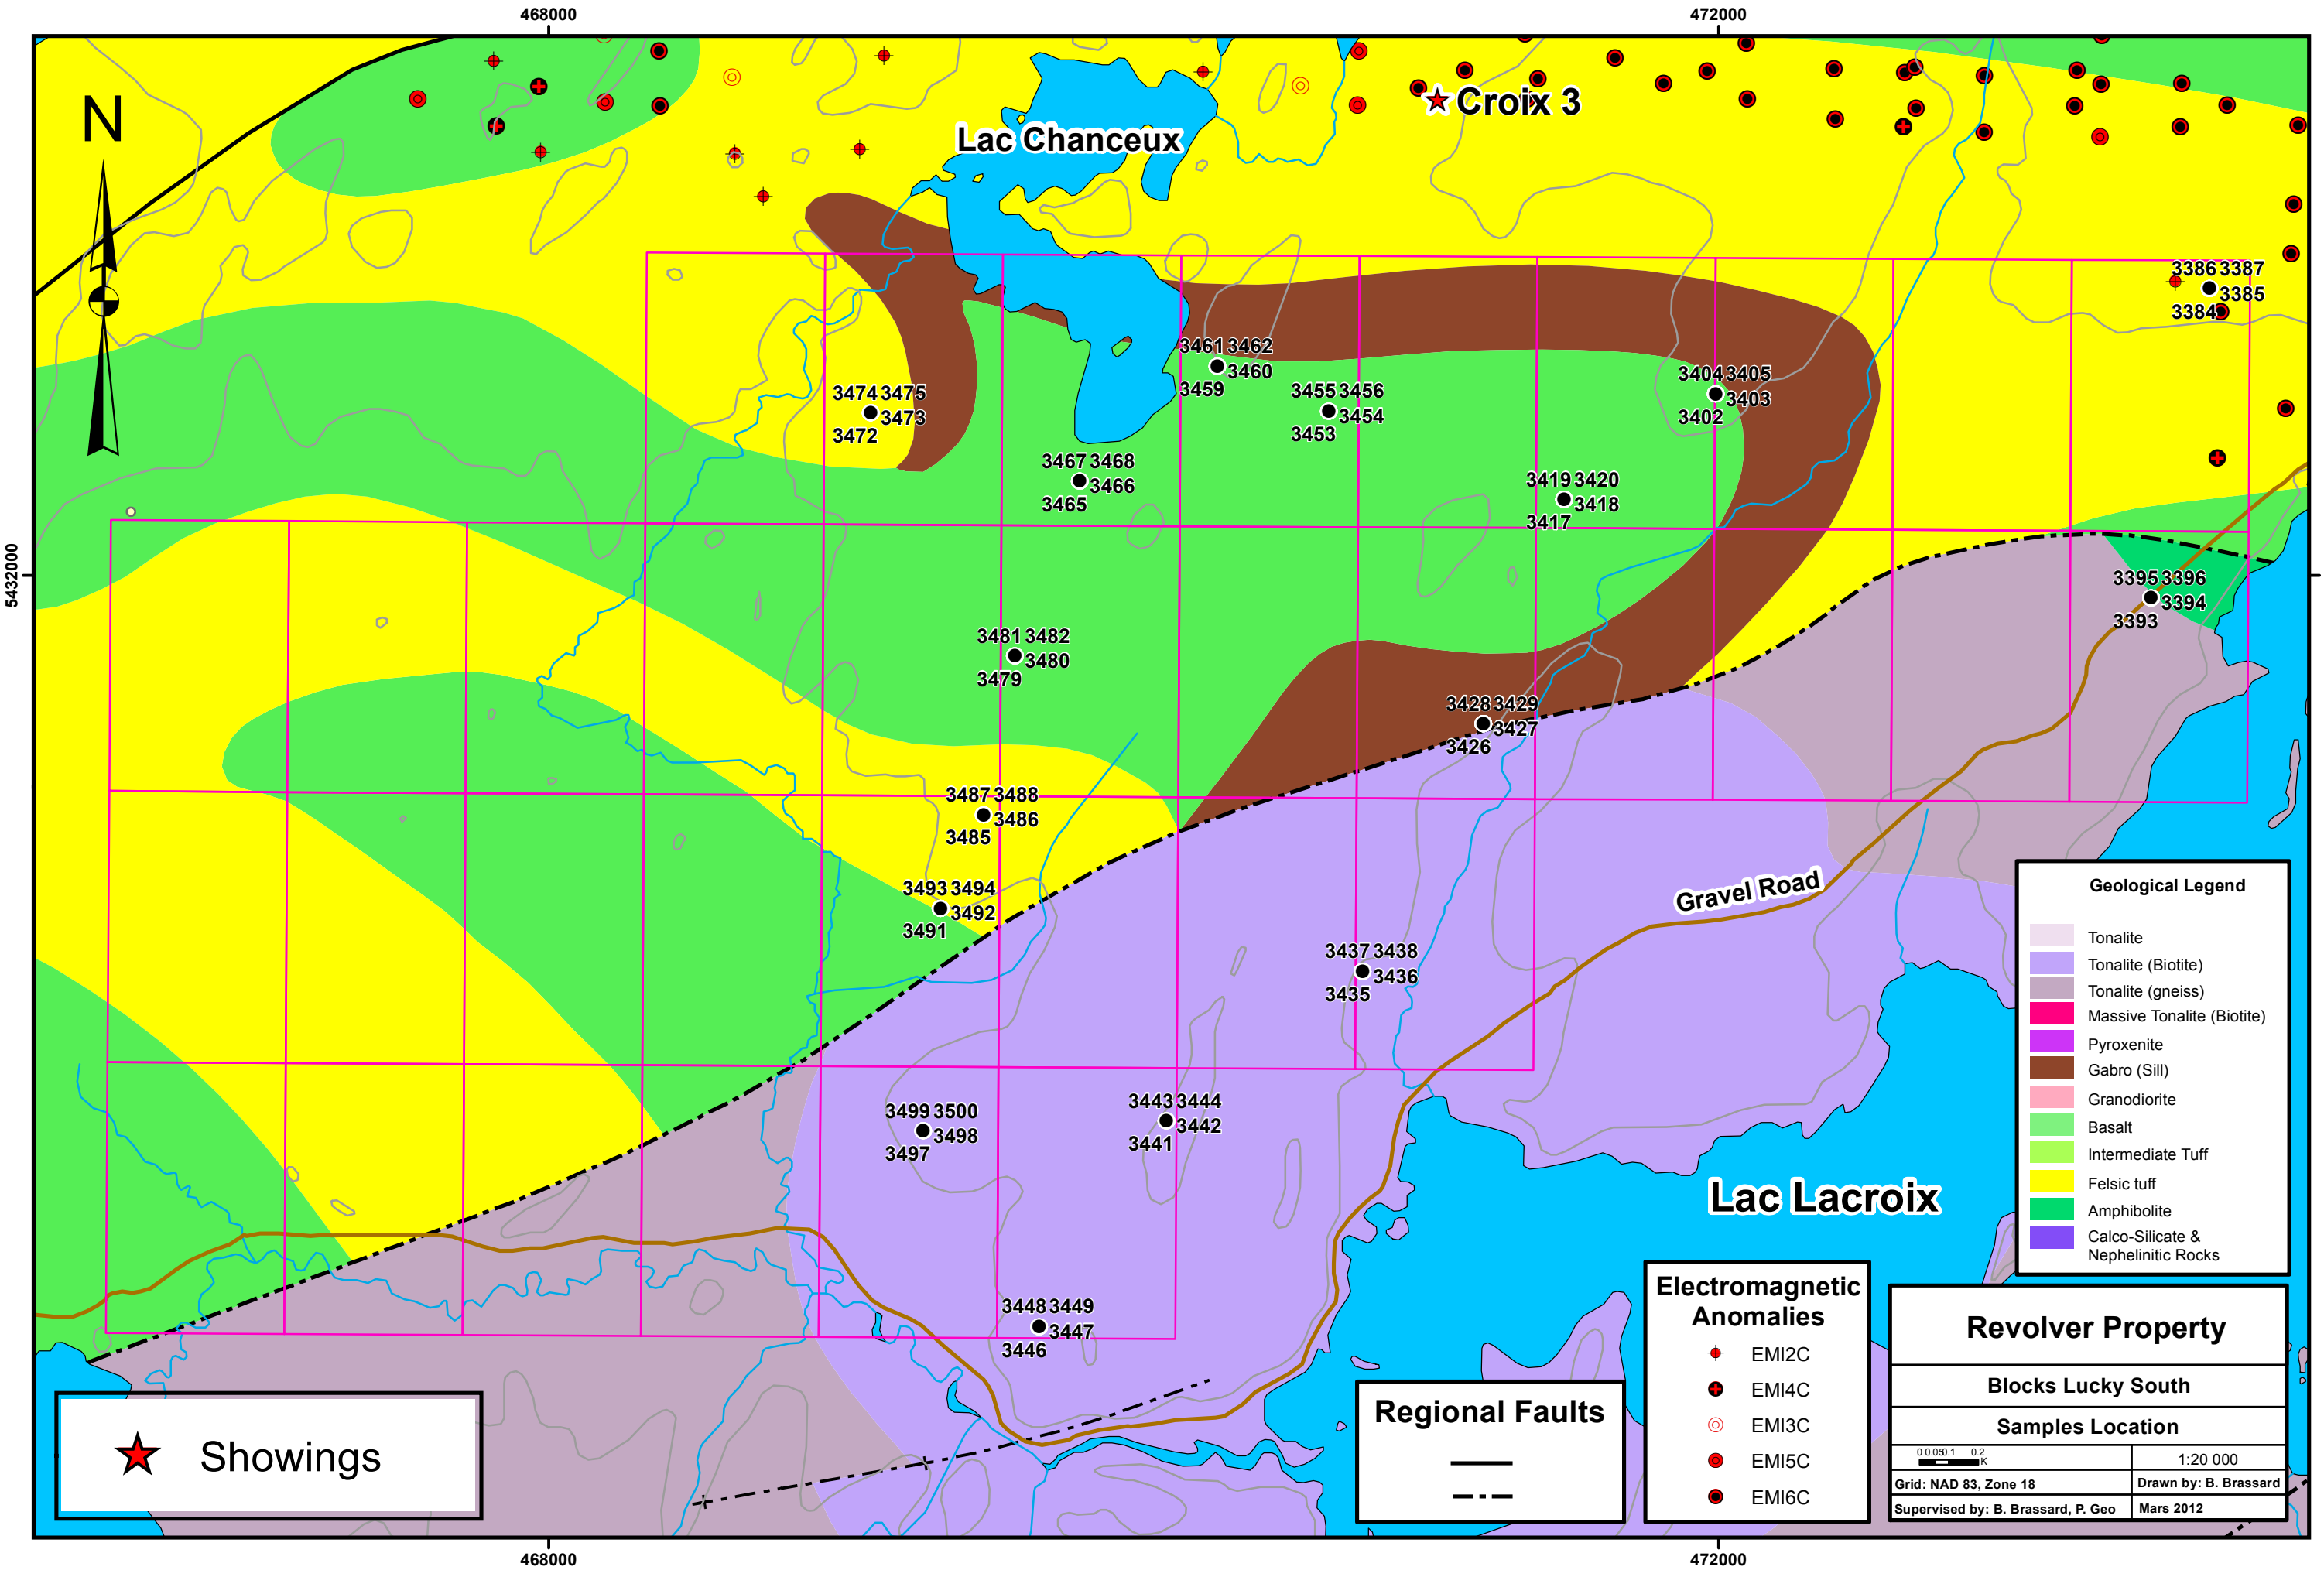 468000
472000
N
Croix 3
Lac Chanceux
3386 3387
3385
3384
3461 3462
3460
3459
3474 3475
3473
3472
3455 3456
3454
3453
3404 3405
3403
3402
3467 3468
3466
3465
3419 3420
3418
3417
5432000
3395 3396
3394
3393
3481 3482
3480
3479
3428 3429
3427
3426
3487 3488
3486
3485
3493 3494
3492
3491
Gravel Road
3437 3438
3436
3435
3499 3500
3498
3497
3443 3444
3442
3441
Lac Lacroix
3448 3449
3447
3446
Geological Legend
Tonalite
Tonalite (Biotite)
Tonalite (gneiss)
Massive Tonalite (Biotite)
Pyroxenite
Gabro (Sill)
Granodiorite
Basalt
Intermediate Tuff
Felsic tuff
Amphibolite
Calco-Silicate &
Nephelinitic Rocks
Showings
Regional Faults
Electromagnetic
Anomalies
EMI2C
EMI4C
EMI3C
EMI5C
EMI6C
Revolver Property
Blocks Lucky South
Samples Location
0 0.05 0.1 0.2
K
1:20 000
Grid: NAD 83, Zone 18
Drawn by: B. Brassard
Supervised by: B. Brassard, P. Geo
Mars 2012
468000
472000